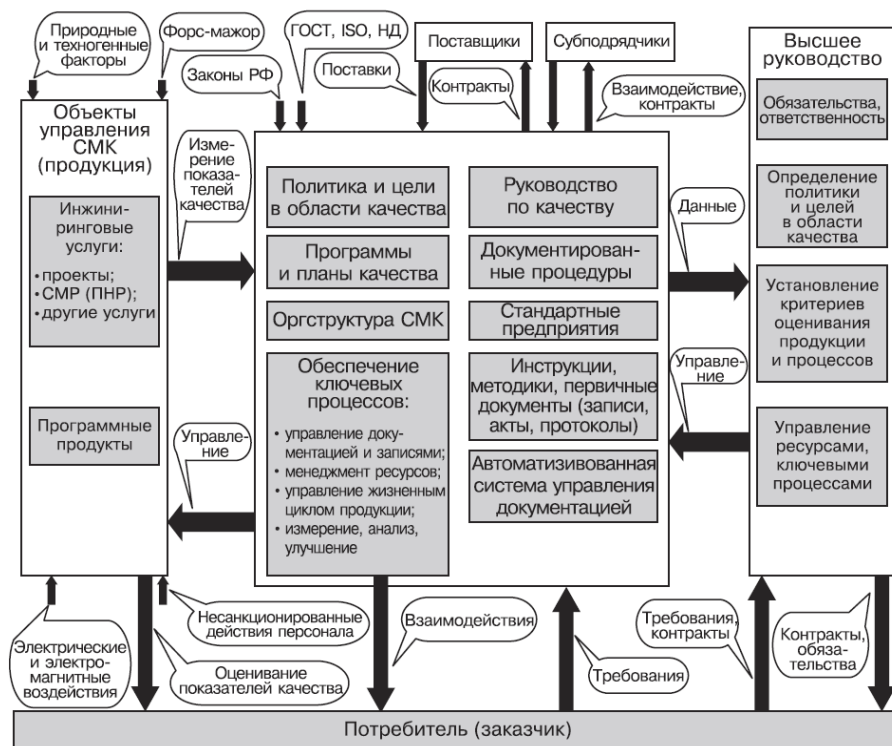 Природные
и техногенные
факторы
Форс-мажор
Законы РФ
ГОСТ, ISO, НД
Поставки
Поставщики
Контракты
Субподрядчики
Взаимодействие,
контракты
Объекты
управления
СМК
(продукция)
Инжини-
ринговые
услуги:
• проекты;
• СМР (ПНР);
• другие услуги
Программные
продукты
Изме-
рение
показа-
телей
качества
Управле-
ние
Политика и цели
в области качества
Программы
и планы качества
Оргструктура СМК
Обеспечение
ключевых
процессов:
• управление доку-
ментацией и записями;
• менеджмент ресурсов;
• управление жизненным
циклом продукции;
• измерение, анализ,
улучшение
Руководство
по качеству
Документирован-
ные процедуры
Стандартные
предприятия
Инструкции,
методики, первичные
документы (записи,
акты, протоколы)
Автоматизивованная
система управления
документацией
Данные
Управле-
ние
Высшее
руководство
Обязательства,
ответственность
Определение
политики
и целей
в области
качества
Установление
критериев
оценивания
продукции
и процессов
Управление
ресурсами,
ключевыми
процессами
Электрические
и электро-
магнитные
воздействия
Несанкционированные
действия персонала
Оценивание
показателей качества
Взаимодействия
Требования
Требования,
контракты
Контракты,
обяза-
тельства
Потребитель (заказчик)